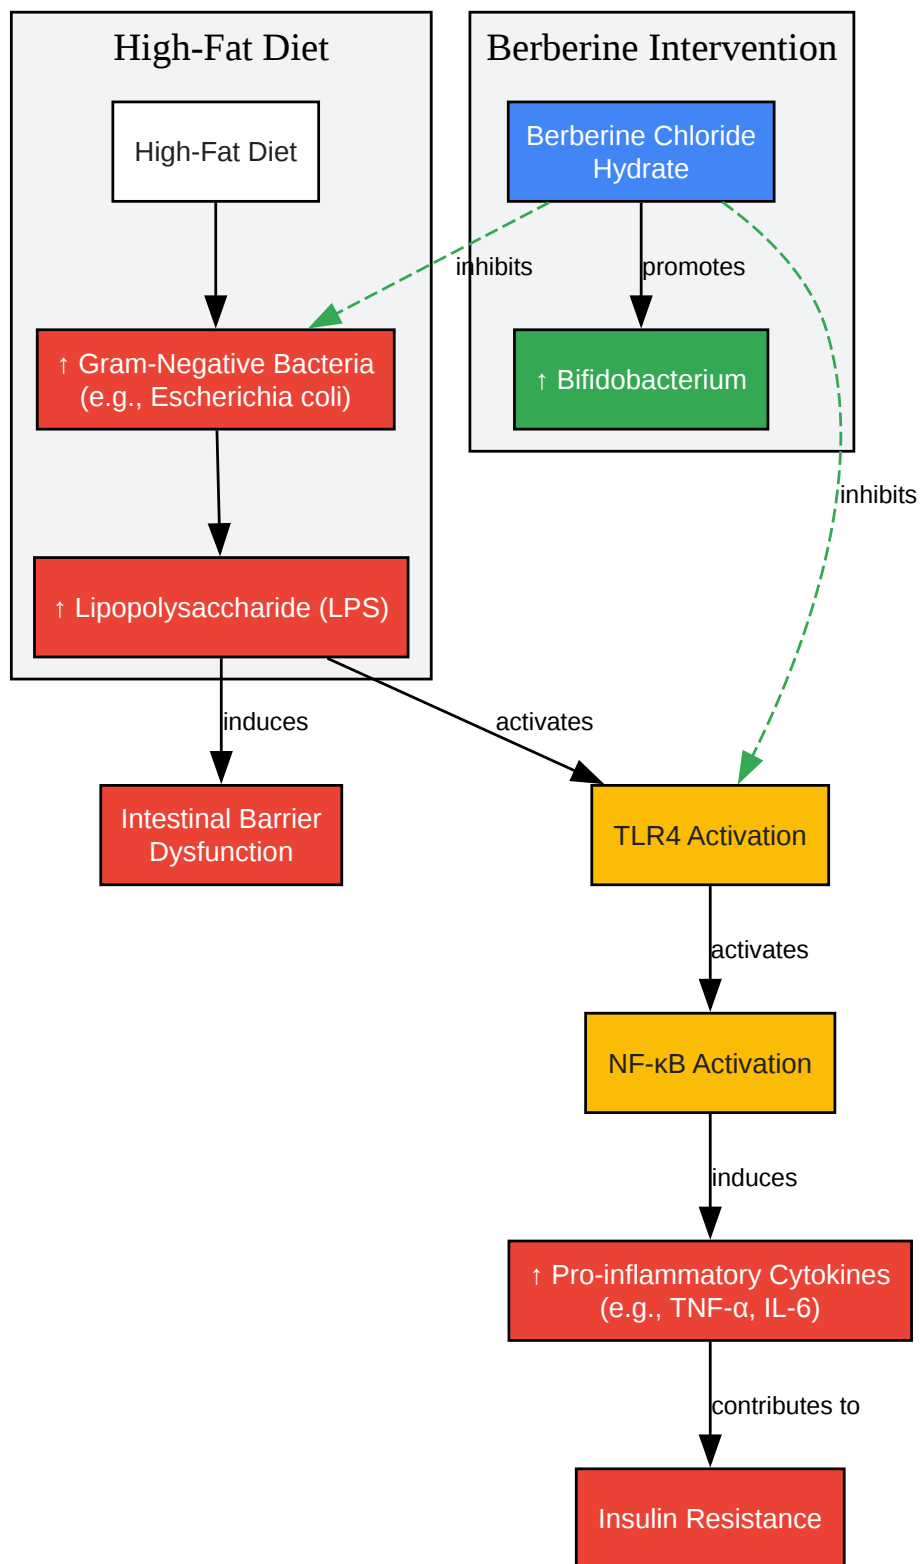 High-Fat Diet
High-Fat Diet
↑ Gram-Negative Bacteria
(e.g., Escherichia coli)
↑ Lipopolysaccharide (LPS)
Berberine Intervention
Berberine Chloride
Hydrate
inhibits
promotes
↑ Bifidobacterium
inhibits
induces
activates
Intestinal Barrier
Dysfunction
TLR4 Activation
activates
NF-κB Activation
induces
↑ Pro-inflammatory Cytokines
(e.g., TNF-α, IL-6)
contributes to
Insulin Resistance